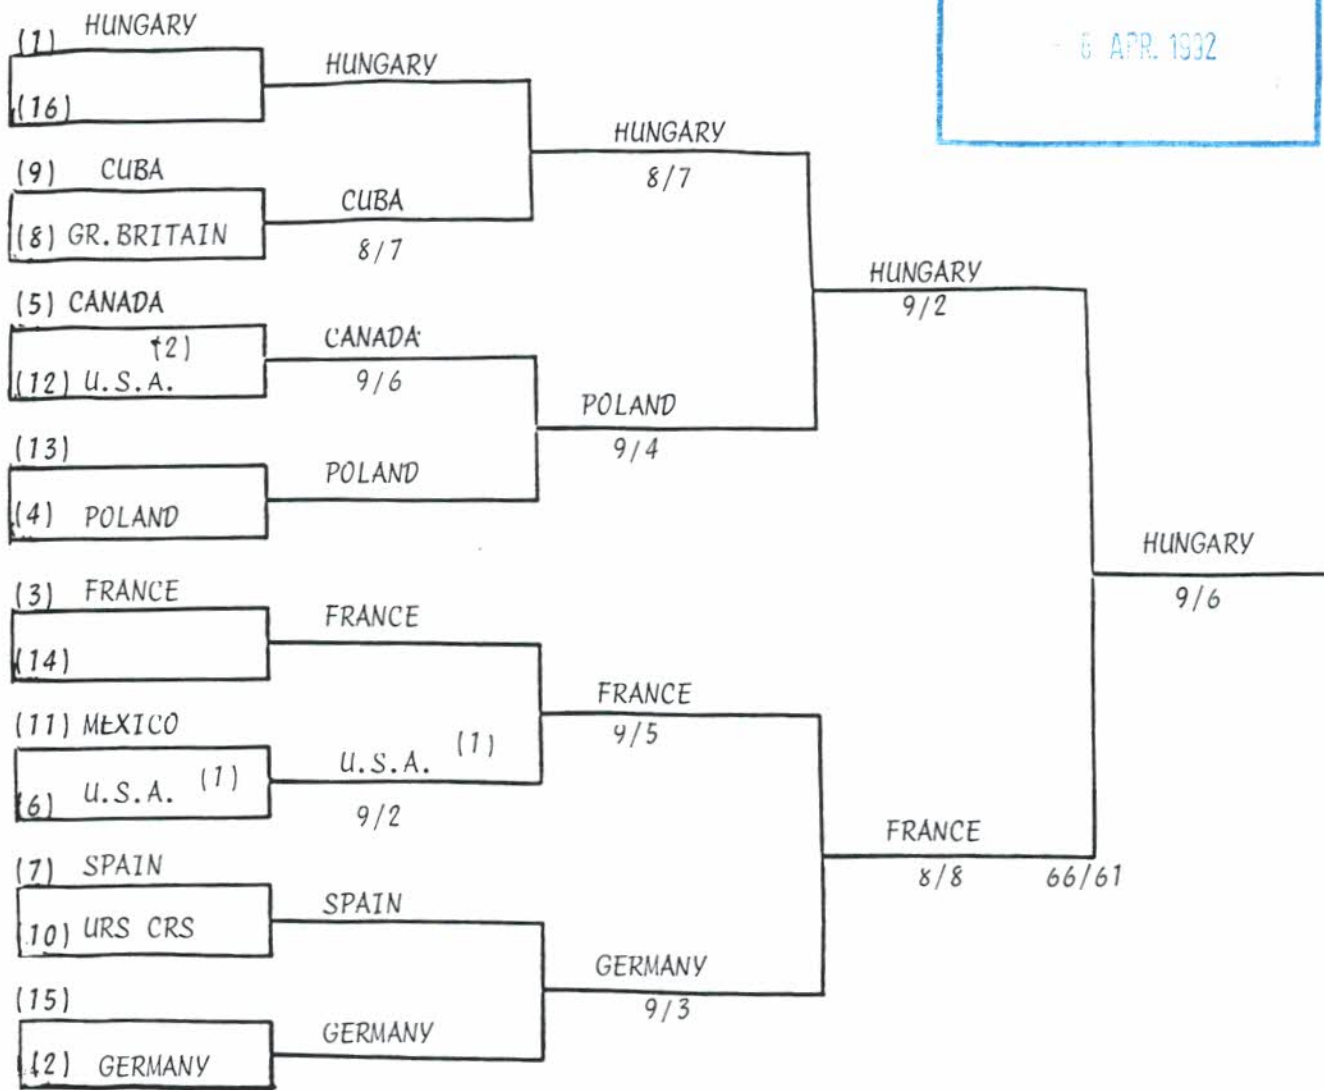 6 APR. 1992
(1) HUNGARY
(16)
HUNGARY
(9) CUBA
(8) GR.BRITAIN
CUBA
8/7
HUNGARY
8/7
(5) CANADA
(2)
(12) U.S.A.
CANADA
9/6
(13)
(4) POLAND
POLAND
POLAND
9/4
HUNGARY
9/2
(3) FRANCE
(14)
FRANCE
(11) MEXICO
(6) U.S.A. (1)
U.S.A. (1)
9/2
FRANCE
9/5
(7) SPAIN
(10) URS CRS
SPAIN
(15)
(2) GERMANY
GERMANY
GERMANY
9/3
FRANCE
8/8 66/61
HUNGARY
9/6